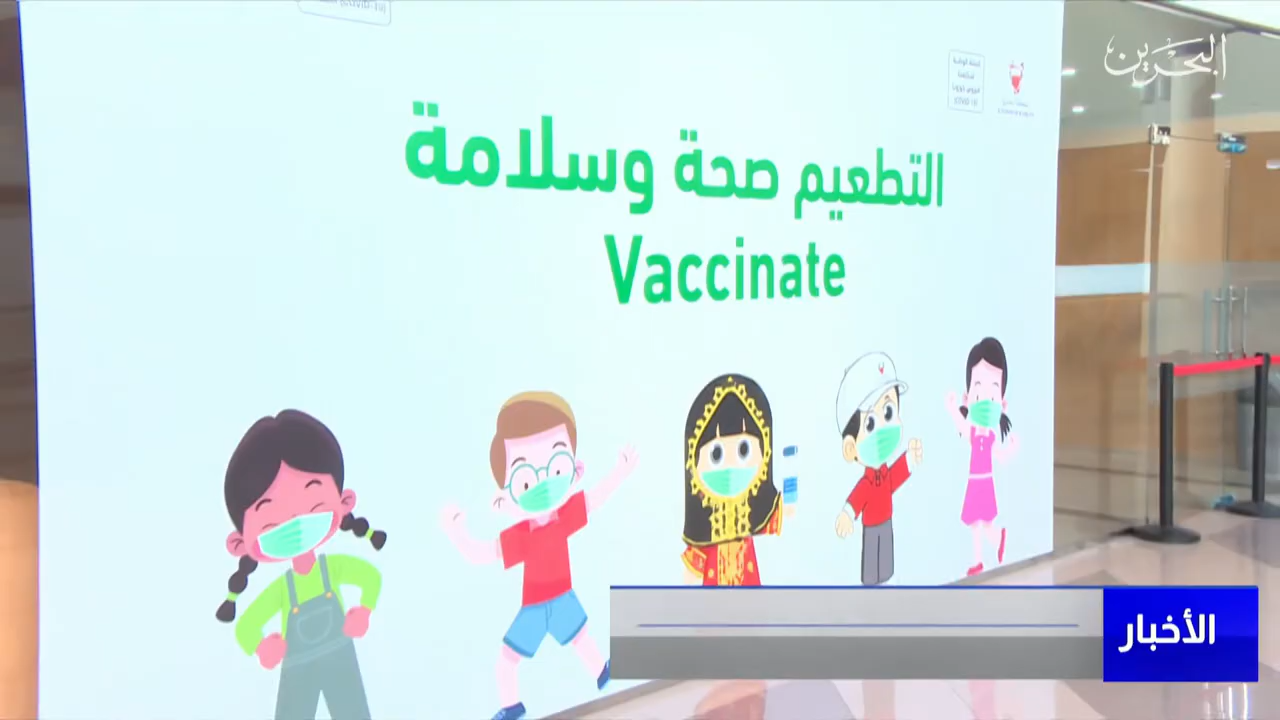 البحرين
التطعيم صحة وسلامة
Vaccinate
الأخبار